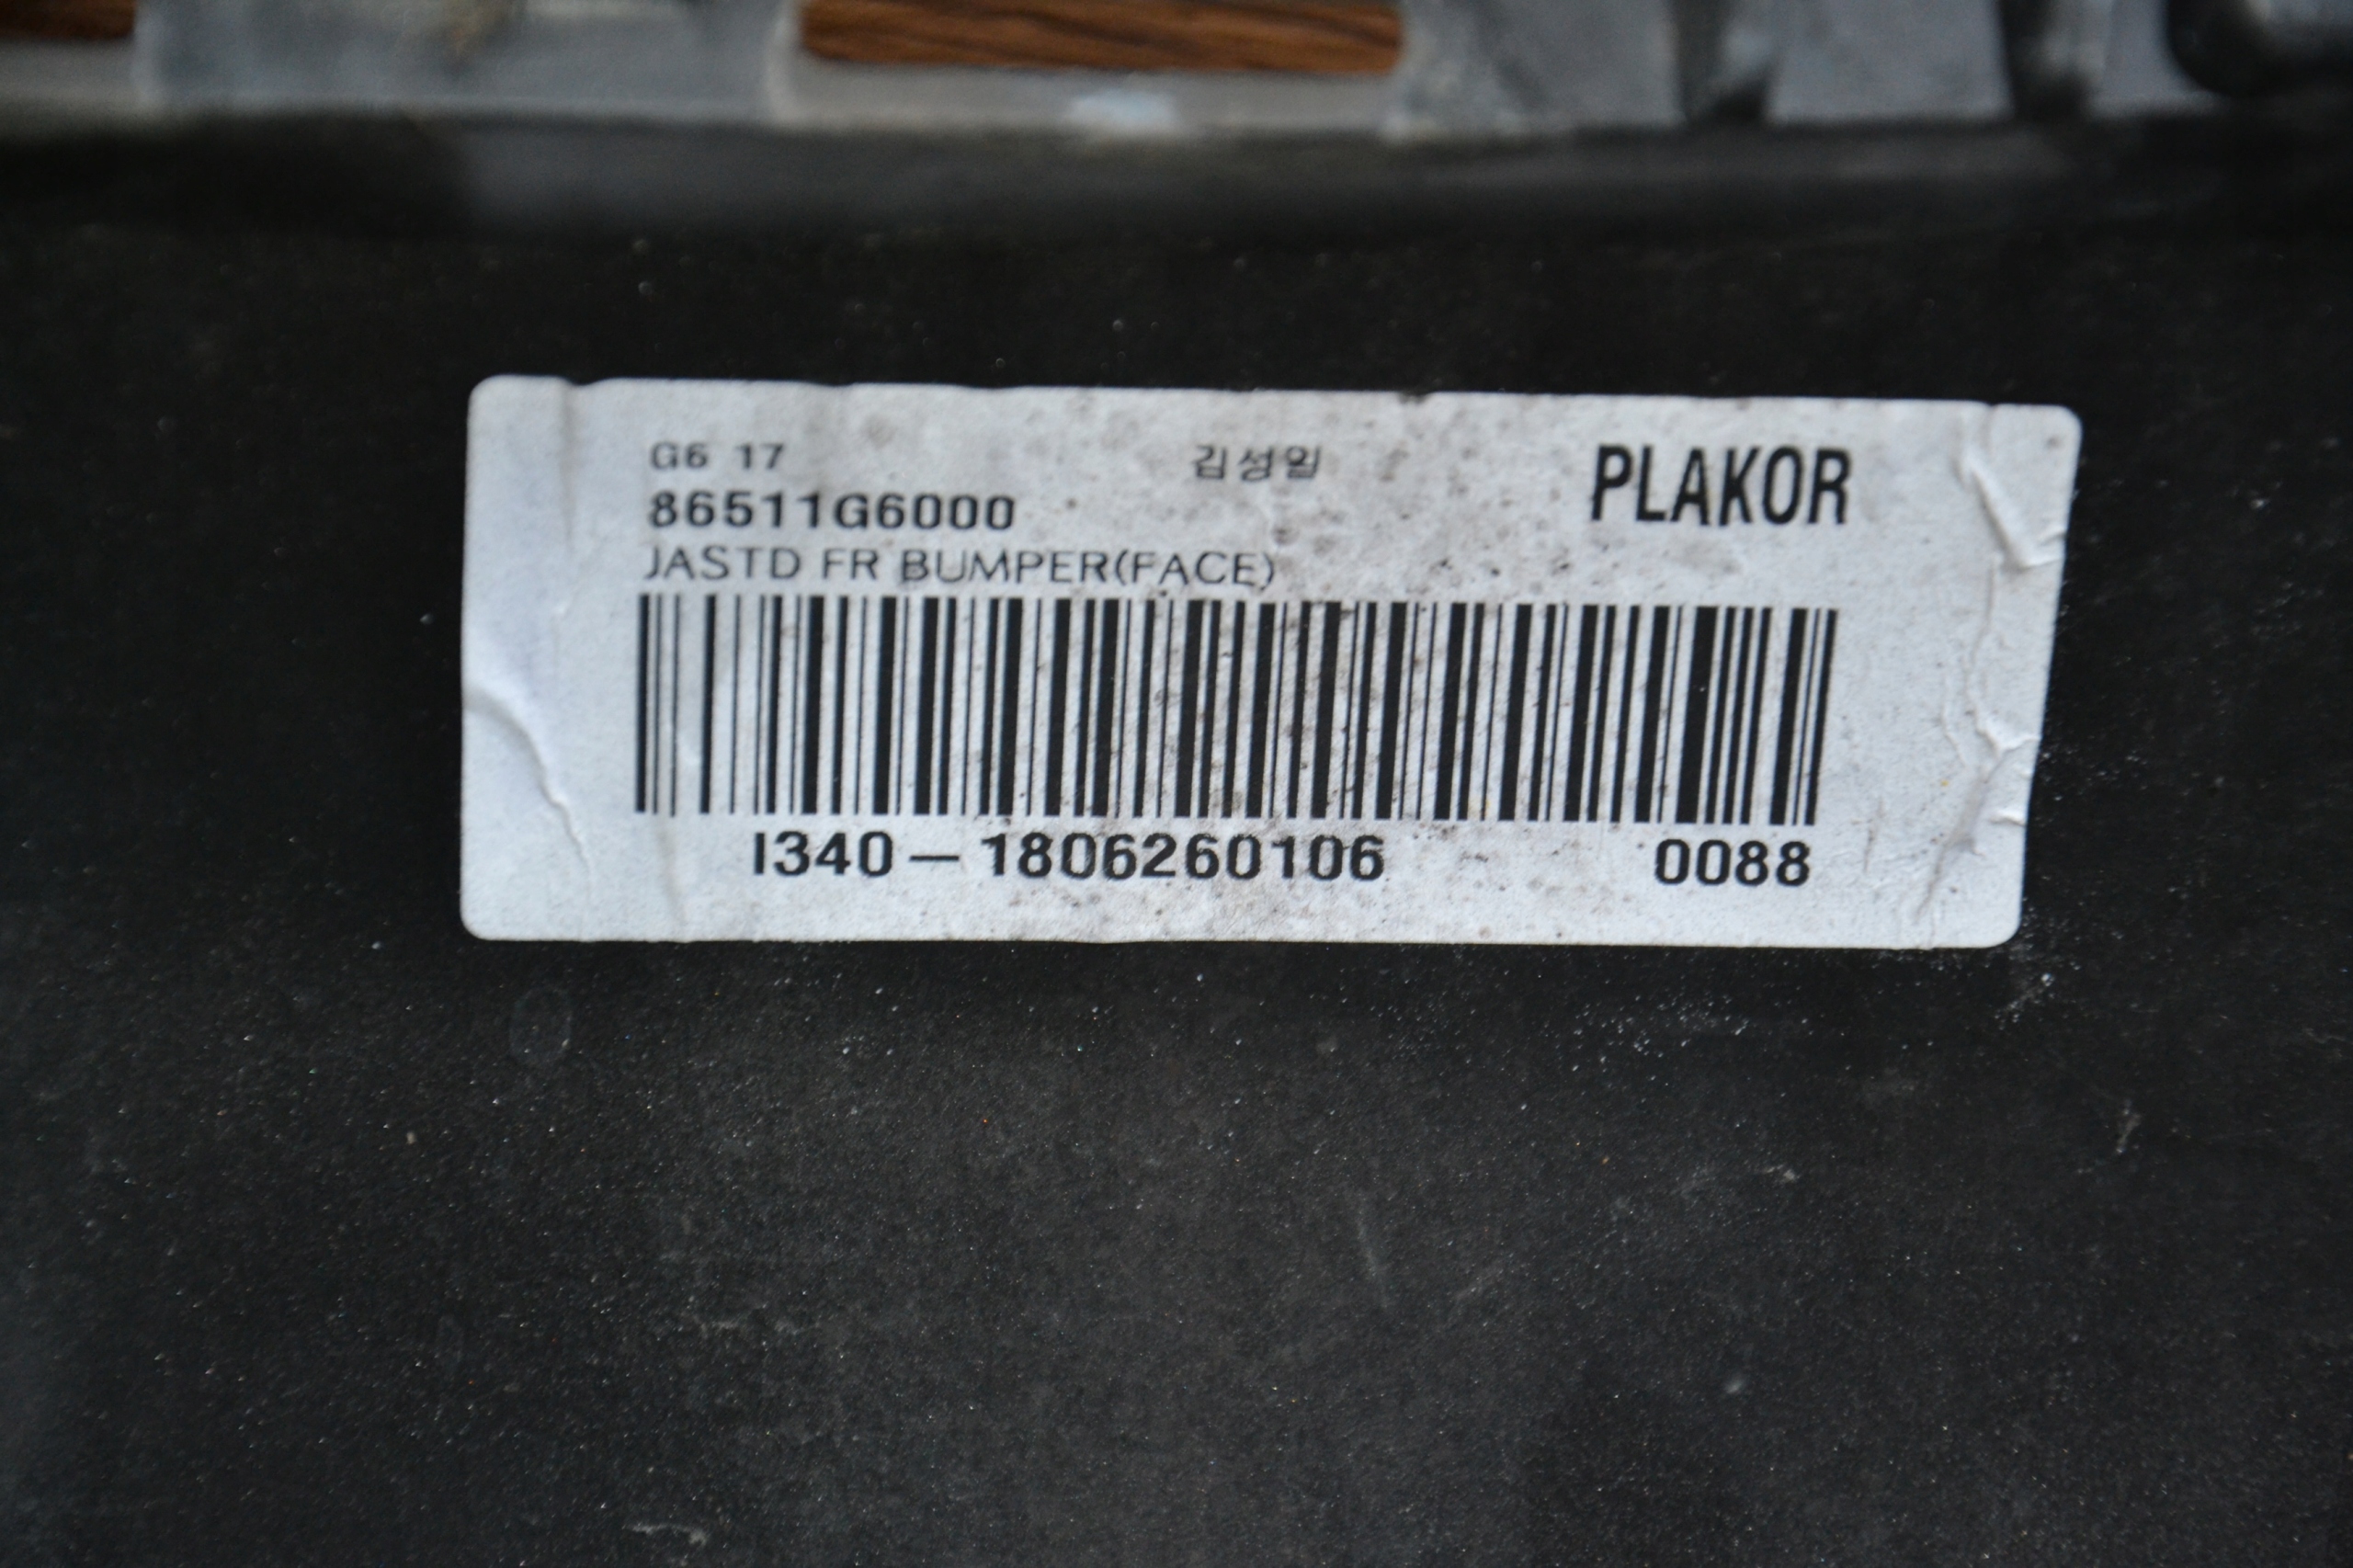 G6 17 김성일 PLAKOR
86511G6000
JASTD FR BUMPER(FACE)
I340-1806260106 0088